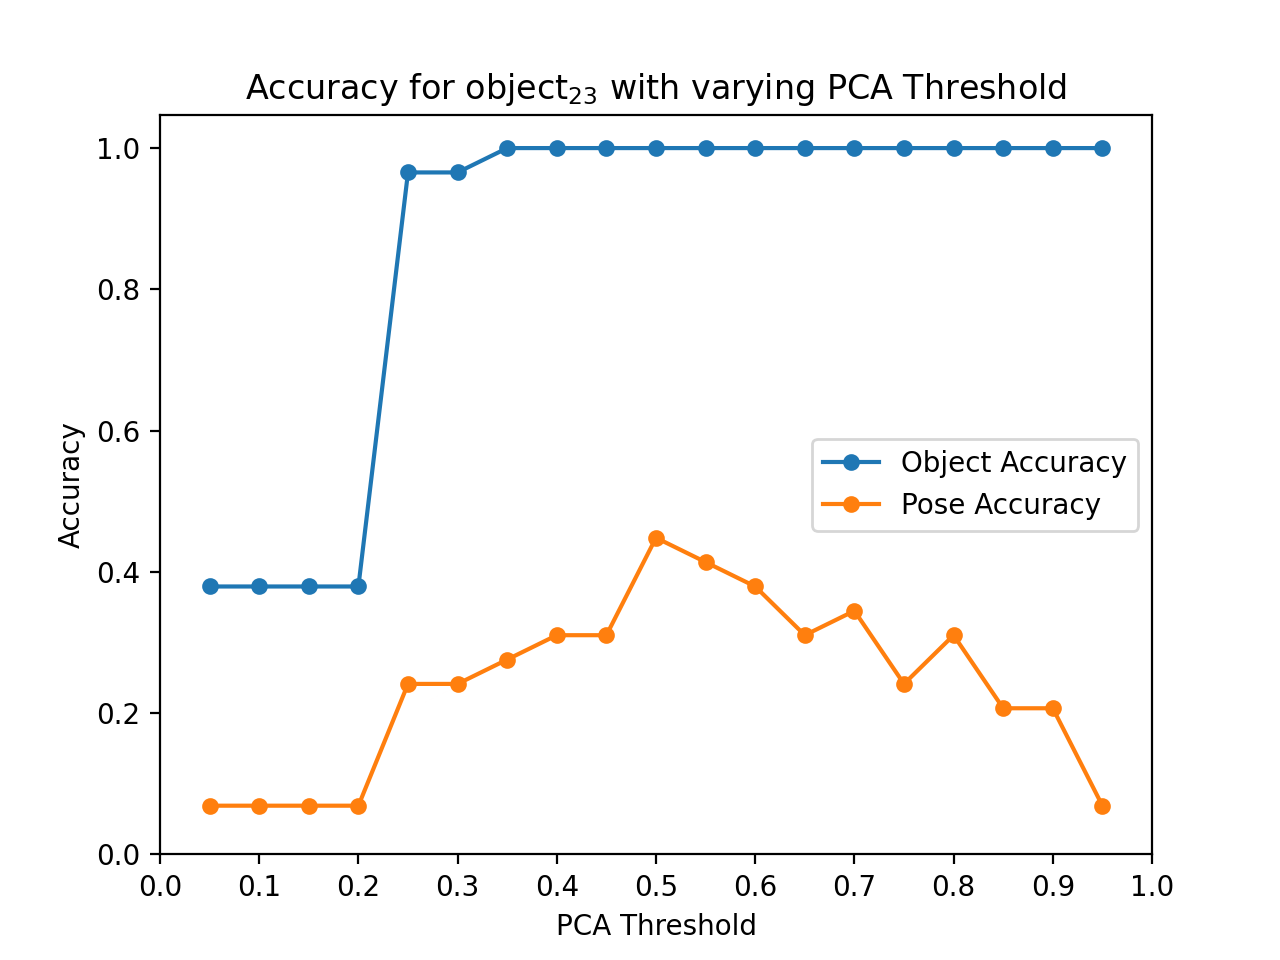 Accuracy for object₂₃ with varying PCA Threshold
1.0
0.8
0.6
0.4
0.2
0.0
Accuracy
Object Accuracy
Pose Accuracy
0.0 0.1 0.2 0.3 0.4 0.5 0.6 0.7 0.8 0.9 1.0
PCA Threshold